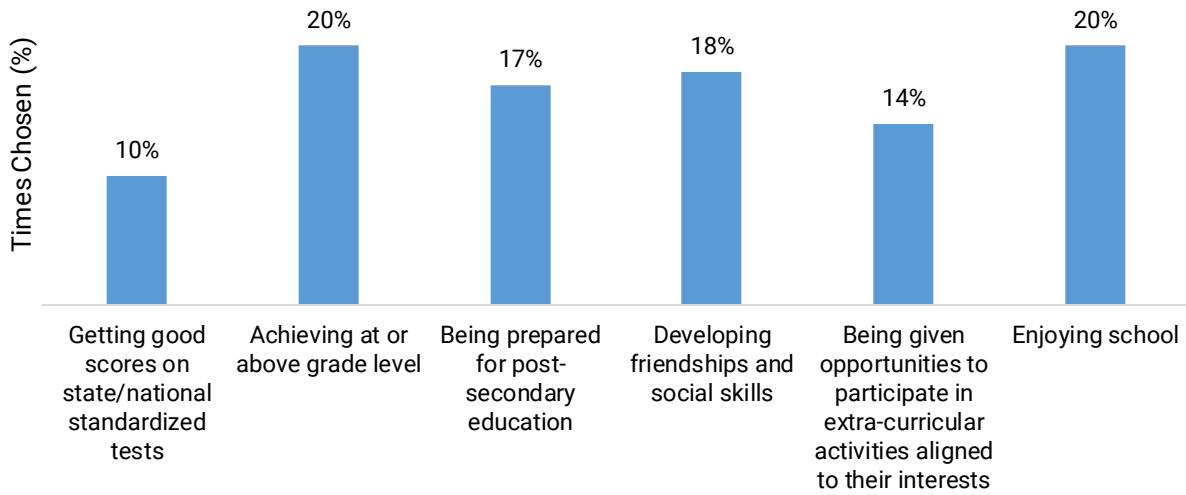 Times Chosen (%)
10%
20%
17%
18%
14%
20%
Getting good
scores on
state/national
standardized
tests
Achieving at or
above grade level
Being prepared
for post-
secondary
education
Developing
friendships and
social skills
Being given
opportunities to
participate in
extra-curricular
activities aligned
to their interests
Enjoying school